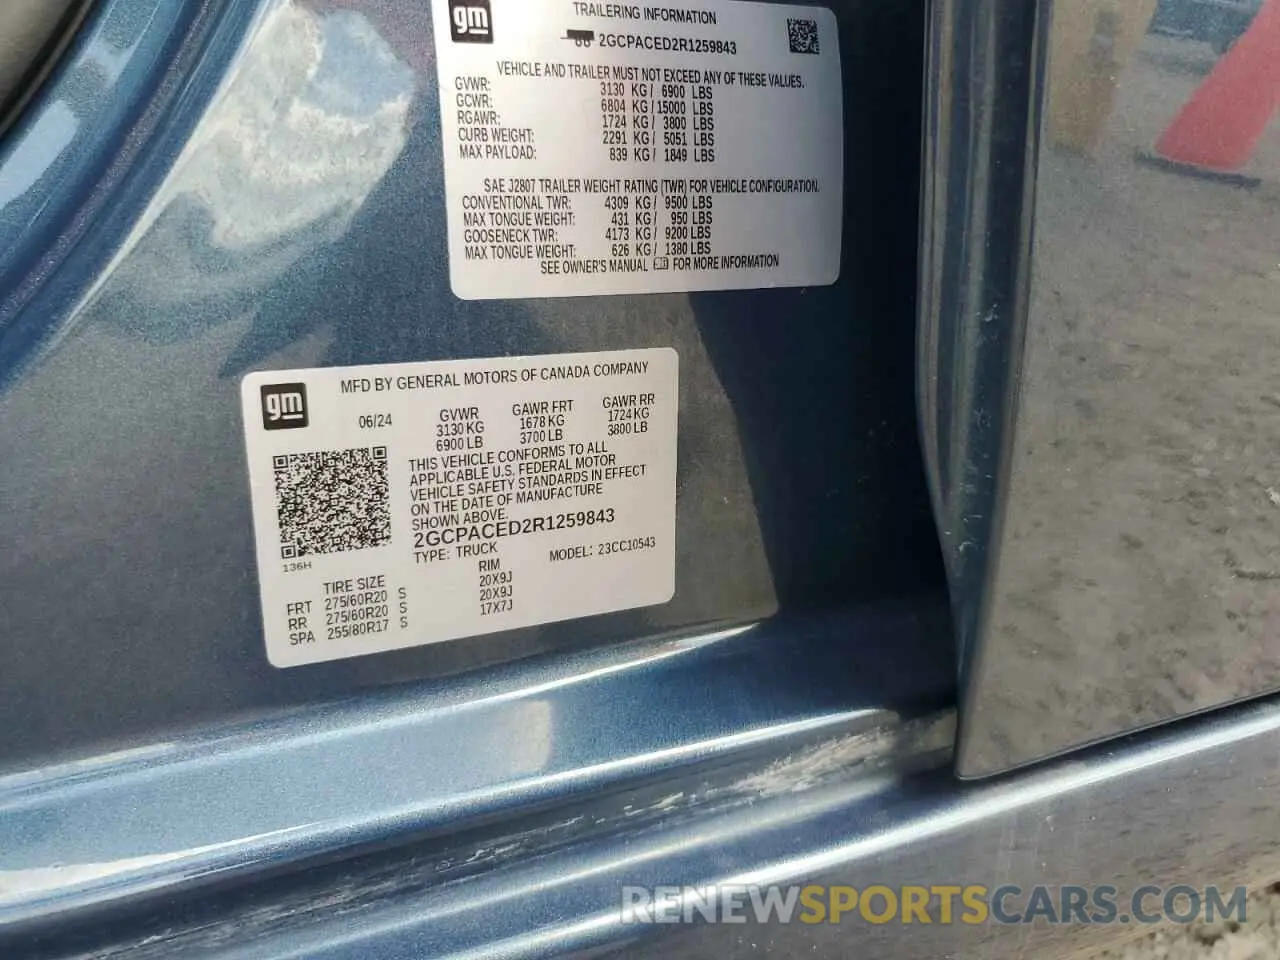 gm
TRAILERING INFORMATION
2GCPACED2R1259843
VEHICLE AND TRAILER MUST NOT EXCEED ANY OF THESE VALUES.
GVWR: 3130 KG / 6900 LBS
GCWR: 6804 KG / 15000 LBS
RGAWR: 1724 KG / 3800 LBS
CURB WEIGHT: 2291 KG / 5051 LBS
MAX PAYLOAD: 839 KG / 1849 LBS
SAE J2807 TRAILER WEIGHT RATING (TWR) FOR VEHICLE CONFIGURATION.
CONVENTIONAL TWR: 4309 KG / 9500 LBS
MAX TONGUE WEIGHT: 431 KG / 950 LBS
GOOSENECK TWR: 4173 KG / 9200 LBS
MAX TONGUE WEIGHT: 626 KG / 1380 LBS
SEE OWNER'S MANUAL FOR MORE INFORMATION
gm
MFD BY GENERAL MOTORS OF CANADA COMPANY
06/24
GVWR GAWR FRT GAWR RR
3130 KG 1678 KG 1724 KG
6900 LB 3700 LB 3800 LB
THIS VEHICLE CONFORMS TO ALL
APPLICABLE U.S. FEDERAL MOTOR
VEHICLE SAFETY STANDARDS IN EFFECT
ON THE DATE OF MANUFACTURE
SHOWN ABOVE.
2GCPACED2R1259843
TYPE: TRUCK MODEL: 23CC10543
136H
TIRE SIZE RIM
FRT 275/60R20 S 20X9J
RR 275/60R20 S 20X9J
SPA 255/80R17 S 17X7J
RENEWSPORTSCARS.COM